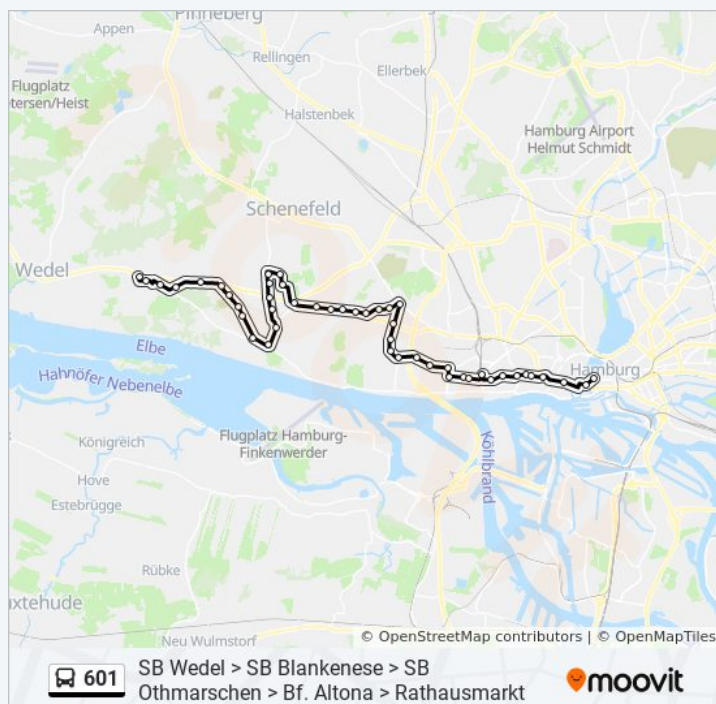 Pinneberg
Appen
Rellingen
Ellerbek
Flugplatz
etersen/Heist
Halstenbek
Hamburg Airport
Helmut Schmidt
Schenefeld
Wedel
Elbe
Hamburg
Hahnöfer Nebenelbe
Flugplatz Hamburg-
Finkenwerder
Köhlbrand
Königreich
Hove
Estebrügge
Rübke
uxtehude
Neu Wulmstorf
© OpenStreetMap contributors | © OpenMapTiles
601
SB Wedel > SB Blankenese > SB
Othmarschen > Bf. Altona > Rathausmarkt
moovit